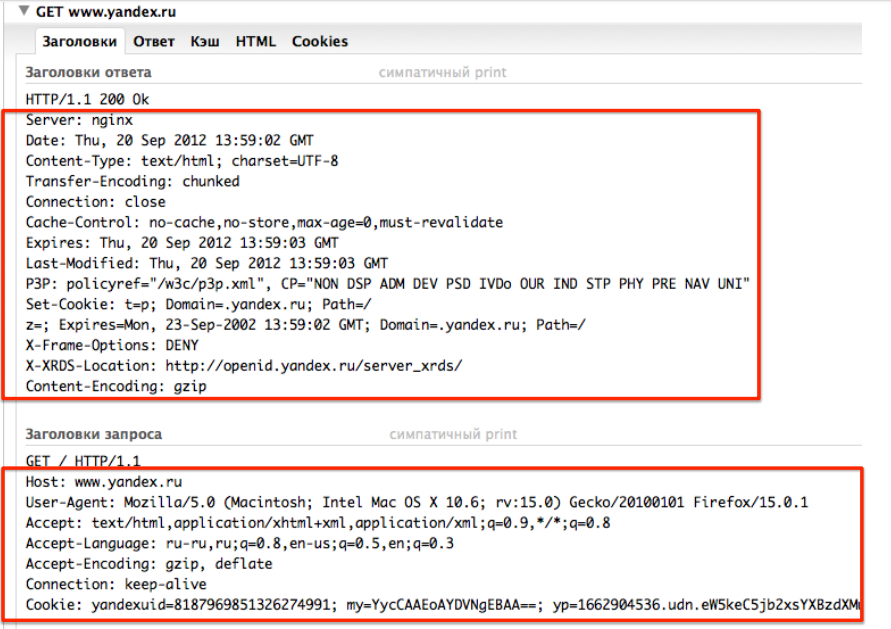 ▼ GET www.yandex.ru
Заголовки Ответ Кэш HTML Cookies
Заголовки ответа симпатичный print
HTTP/1.1 200 Ok
Server: nginx
Date: Thu, 20 Sep 2012 13:59:02 GMT
Content-Type: text/html; charset=UTF-8
Transfer-Encoding: chunked
Connection: close
Cache-Control: no-cache,no-store,max-age=0,must-revalidate
Expires: Thu, 20 Sep 2012 13:59:03 GMT
Last-Modified: Thu, 20 Sep 2012 13:59:03 GMT
P3P: policyref="/w3c/p3p.xml", CP="NON DSP ADM DEV PSD IVDo OUR IND STP PHY PRE NAV UNI"
Set-Cookie: t=p; Domain=.yandex.ru; Path=/
z=; Expires=Mon, 23-Sep-2002 13:59:02 GMT; Domain=.yandex.ru; Path=/
X-Frame-Options: DENY
X-XRDS-Location: http://openid.yandex.ru/server_xrds/
Content-Encoding: gzip
Заголовки запроса симпатичный print
GET / HTTP/1.1
Host: www.yandex.ru
User-Agent: Mozilla/5.0 (Macintosh; Intel Mac OS X 10.6; rv:15.0) Gecko/20100101 Firefox/15.0.1
Accept: text/html,application/xhtml+xml,application/xml;q=0.9,*/*;q=0.8
Accept-Language: ru-ru,ru;q=0.8,en-us;q=0.5,en;q=0.3
Accept-Encoding: gzip, deflate
Connection: keep-alive
Cookie: yandexuid=8187969851326274991; my=YycCAAEoAYDVNgEBAA==; yp=1662904536.udn.eW5keC5jb2xsYXBzdXM